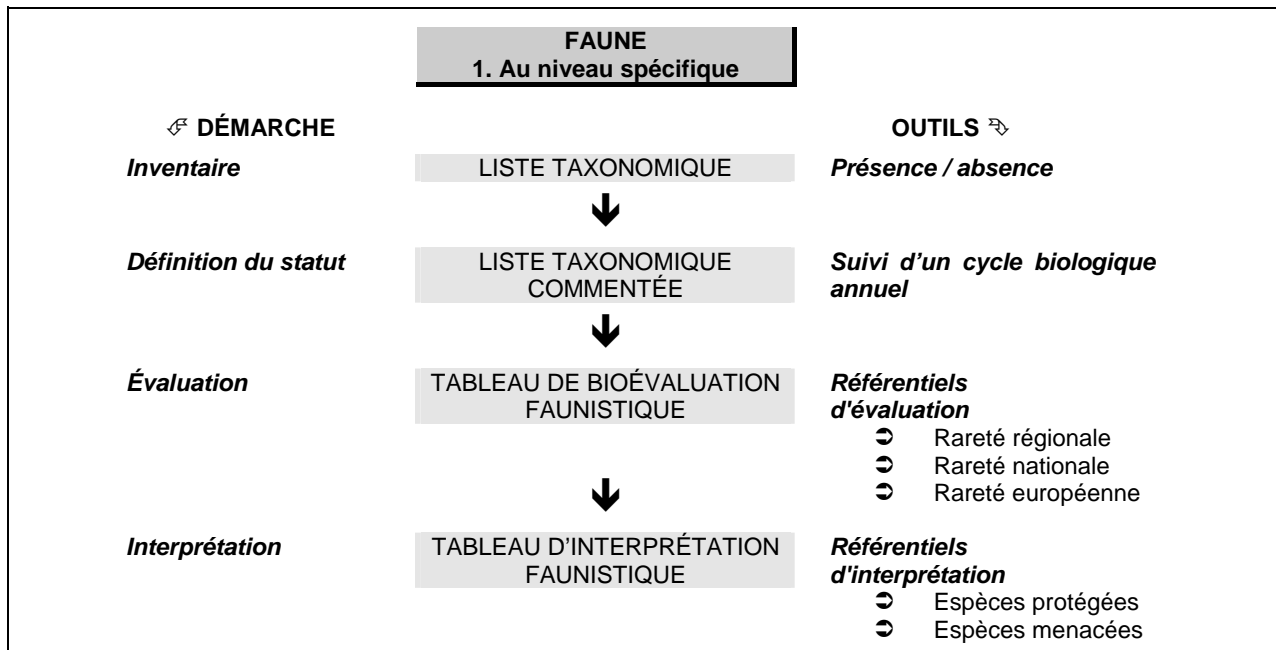 FAUNE
1. Au niveau spécifique
DÉMARCHE
OUTILS
Inventaire
LISTE TAXONOMIQUE
Présence / absence
Définition du statut
LISTE TAXONOMIQUE
COMMENTÉE
Suivi d'un cycle biologique
annuel
Évaluation
TABLEAU DE BIOÉVALUATION
FAUNISTIQUE
Référentiels
d'évaluation
Rareté régionale
Rareté nationale
Rareté européenne
Interprétation
TABLEAU D'INTERPRÉTATION
FAUNISTIQUE
Référentiels
d'interprétation
Espèces protégées
Espèces menacées